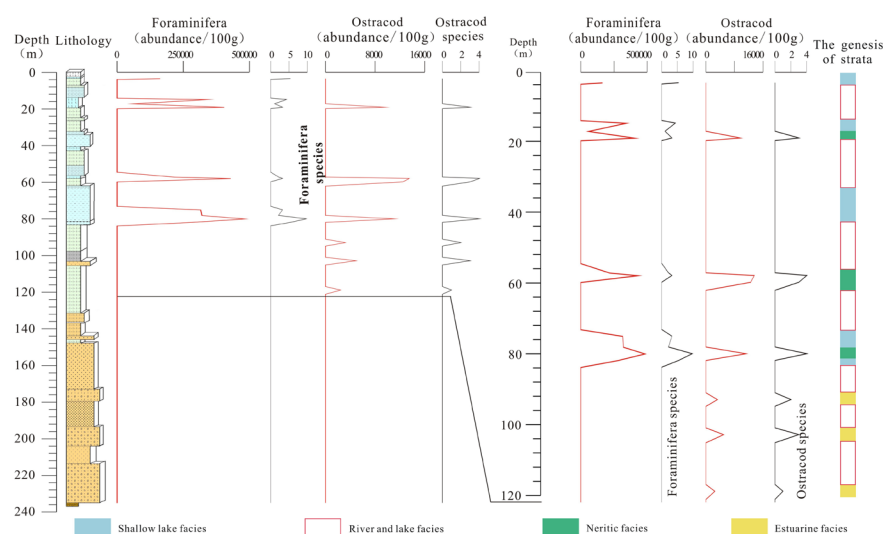 Foraminifera
(abundance/100g)
Ostracod
(abundance/100g)
Ostracod
species
Depth
(m)
Lithology
0
250000
500000
0 5 10
0
8000
16000
0 2 4
0
20
40
60
80
100
120
140
160
180
200
220
240
Foraminifera
species
Foraminifera
(abundance/100g)
Ostracod
(abundance/100g)
The genesis
of strata
Depth
(m)
0
500000
0 5 10
0
16000
0 2 4
0
20
40
60
80
100
120
Foraminifera species
Ostracod species
Shallow lake facies
River and lake facies
Neritic facies
Estuarine facies